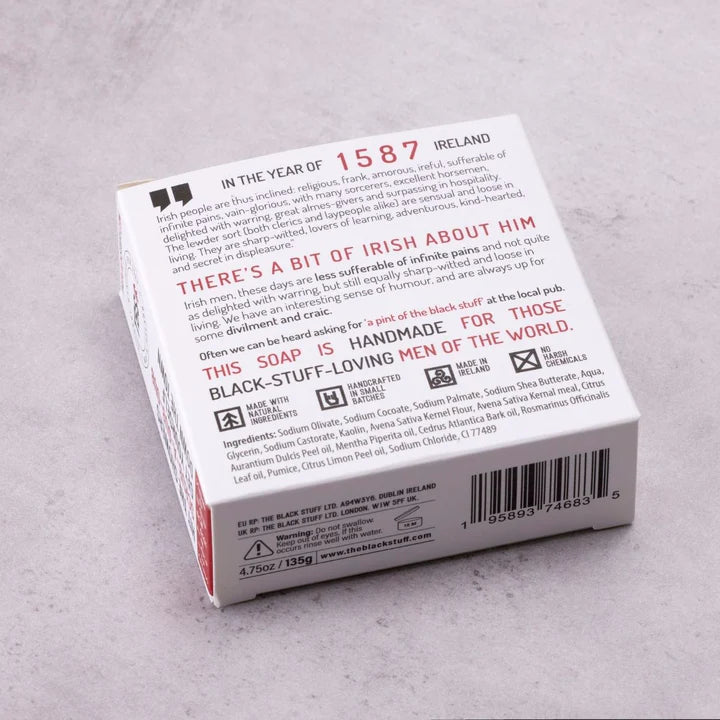 IN THE YEAR OF 1587 IRELAND
Irish people are thus inclined: religious, frank, amorous, ireful, sufferable of
infinite pains, vain-glorious, with many sorcerers, excellent horsemen,
delighted with warring, great almes-givers and surpassing in hospitality.
The lewder sort (both clerics and laypeople alike) are sensual and loose in
living. They are sharp-witted, lovers of learning, adventurous, kind-hearted,
and secret in displeasure."
THERE'S A BIT OF IRISH ABOUT HIM
Irish men, these days are less sufferable of infinite pains and not quite
as delighted with warring, but still equally sharp-witted and loose in
living. We have an interesting sense of humour, and are always up for
some divilment and craic.
Often we can be heard asking for 'a pint of the black stuff' at the local pub.
THIS SOAP IS HANDMADE FOR THOSE
BLACK-STUFF-LOVING MEN OF THE WORLD.
MADE WITH
NATURAL
INGREDIENTS
HANDCRAFTED
IN SMALL
BATCHES
MADE IN
IRELAND
NO
HARSH
CHEMICALS
Ingredients: Sodium Olivate, Sodium Cocoate, Sodium Palmate, Sodium Shea Butterate, Aqua,
Glycerin, Sodium Castorate, Kaolin, Avena Sativa Kernel Flour, Avena Sativa Kernal meal, Citrus
Aurantium Dulcis Peel oil, Mentha Piperita oil, Cedrus Atlantica Bark oil, Rosmarinus Officinalis
Leaf oil, Pumice, Citrus Limon Peel oil, Sodium Chloride, CI 77489
EU RP: THE BLACK STUFF LTD. A94W3Y6. DUBLIN IRELAND
UK RP: THE BLACK STUFF LTD. LONDON. W1W 5PF UK.
Warning: Do not swallow.
Keep out of eyes, if this
occurs rinse well with water.
4.75oz / 135g
www.theblackstuff.com
1 95893 74683 5